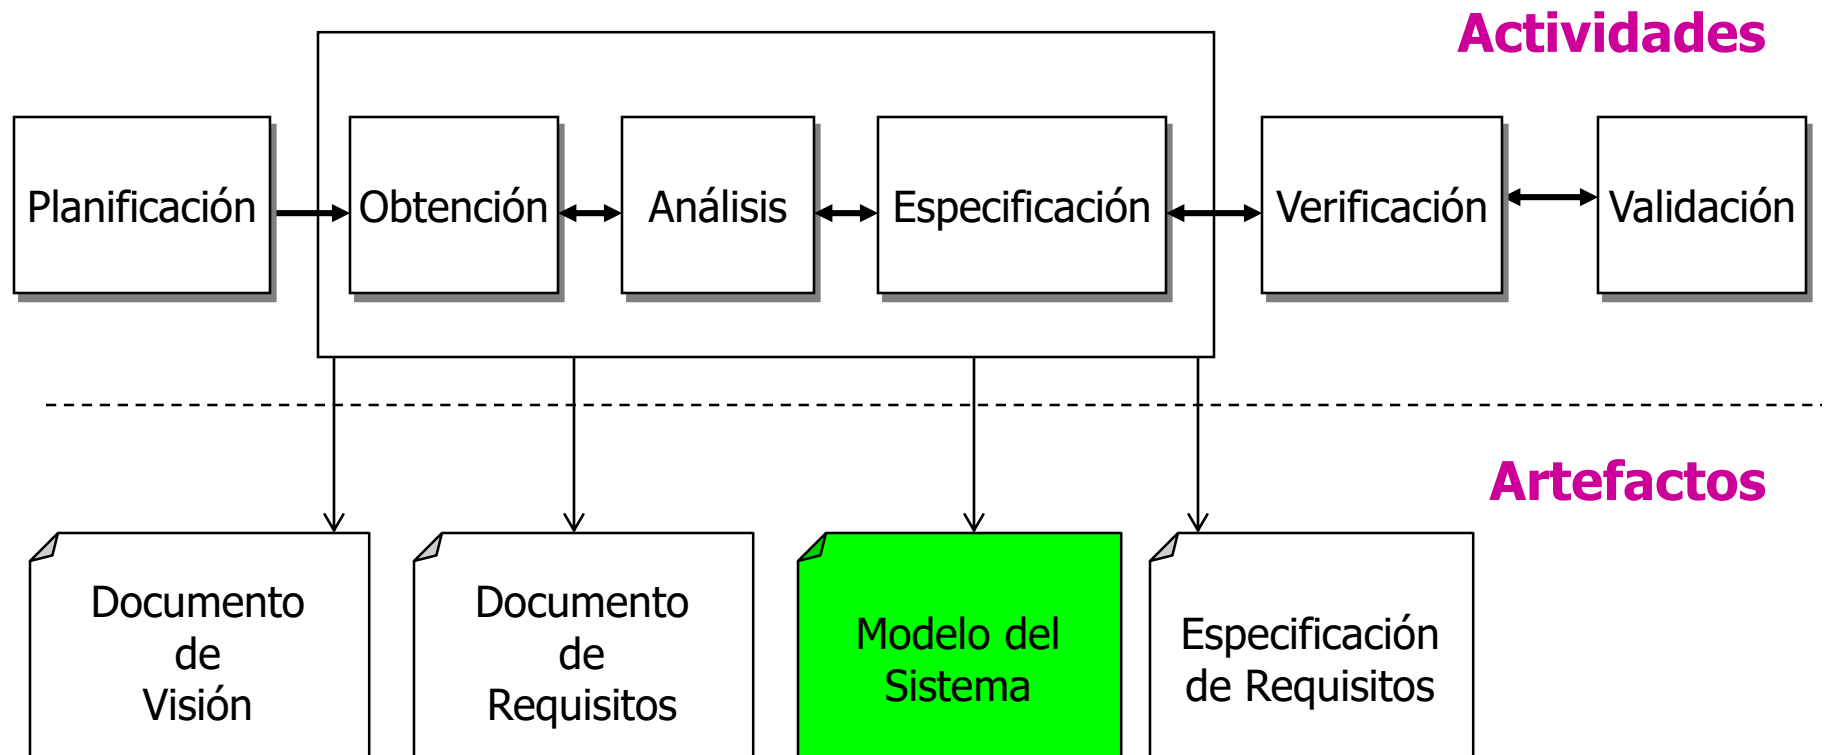 Actividades
Planificación
Obtención
Análisis
Especificación
Verificación
Validación
Artefactos
Documento
de
Visión
Documento
de
Requisitos
Modelo del
Sistema
Especificación
de Requisitos